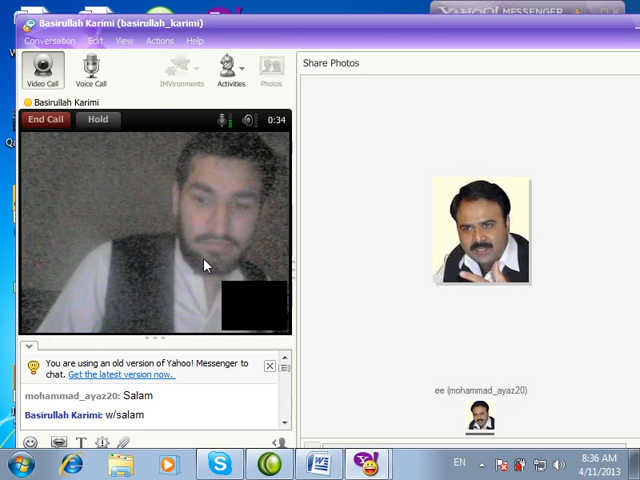 YAHOO! MESSENGER
Basirullah Karimi (basirullah_karimi)
Conversation Edit View Actions Help
Video Call Voice Call IMVironments Activities Photos
Share Photos
Basirullah Karimi
End Call Hold 0:34
You are using an old version of Yahoo! Messenger to
chat. Get the latest version now.
mohammad_ayaz20: Salam
Basirullah Karimi: w/salam
ee (mohammad_ayaz20)
EN
8:36 AM
4/11/2013